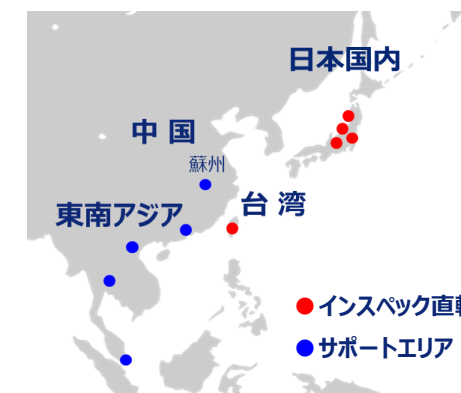 日本国内
中 国
蘇州
東南アジア
台 湾
インスペック直
サポートエリア